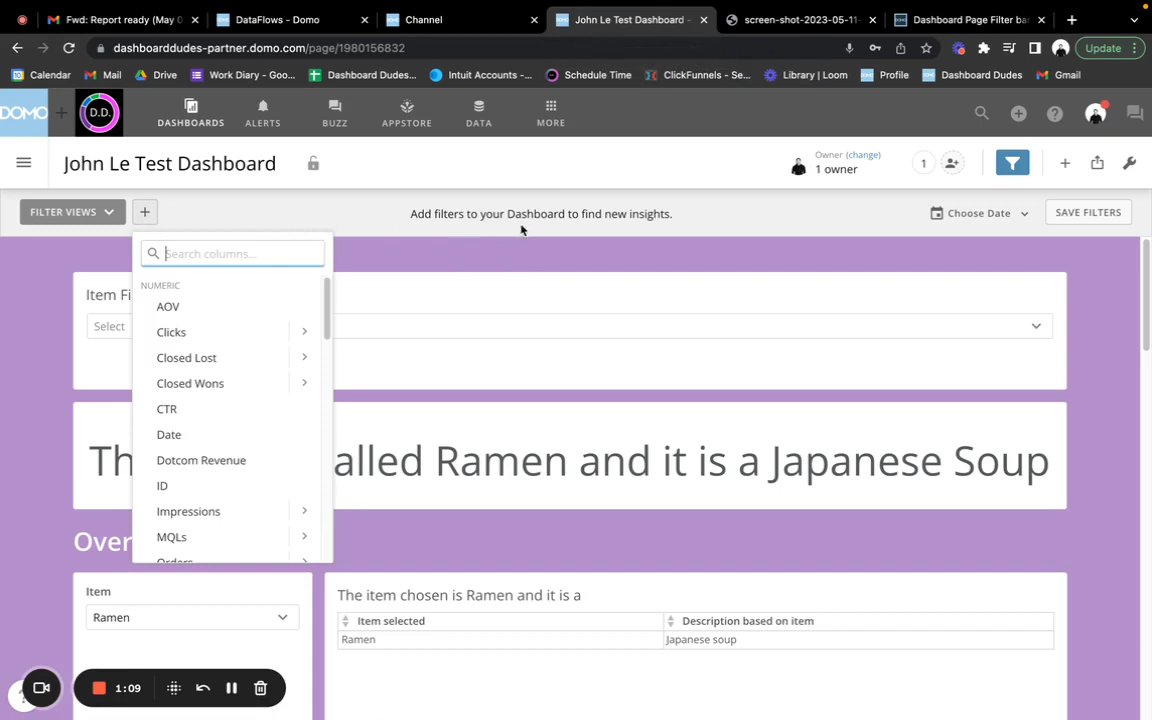 Fwd: Report ready (May 0
DataFlows - Domo
Channel
John Le Test Dashboard
screen-shot-2023-05-11-
Dashboard Page Filter ba
dashboarddudes-partner.domo.com/page/1980156832
Update
Calendar
Mail
Drive
Work Diary - Goo...
Dashboard Dudes...
Intuit Accounts -...
Schedule Time
ClickFunnels - Se...
Library | Loom
Profile
Dashboard Dudes
Gmail
DOMO
D.D.
DASHBOARDS
ALERTS
BUZZ
APPSTORE
DATA
MORE
John Le Test Dashboard
Owner (change)
1 owner
1
FILTER VIEWS
Add filters to your Dashboard to find new insights.
Choose Date
SAVE FILTERS
Search columns...
NUMERIC
AOV
Clicks
Closed Lost
Closed Wons
CTR
Date
Dotcom Revenue
ID
Impressions
MQLs
Orders
Item Fi
Select
Th alled Ramen and it is a Japanese Soup
Over
Item
Ramen
The item chosen is Ramen and it is a
Item selected
Description based on item
Ramen
Japanese soup
1:09